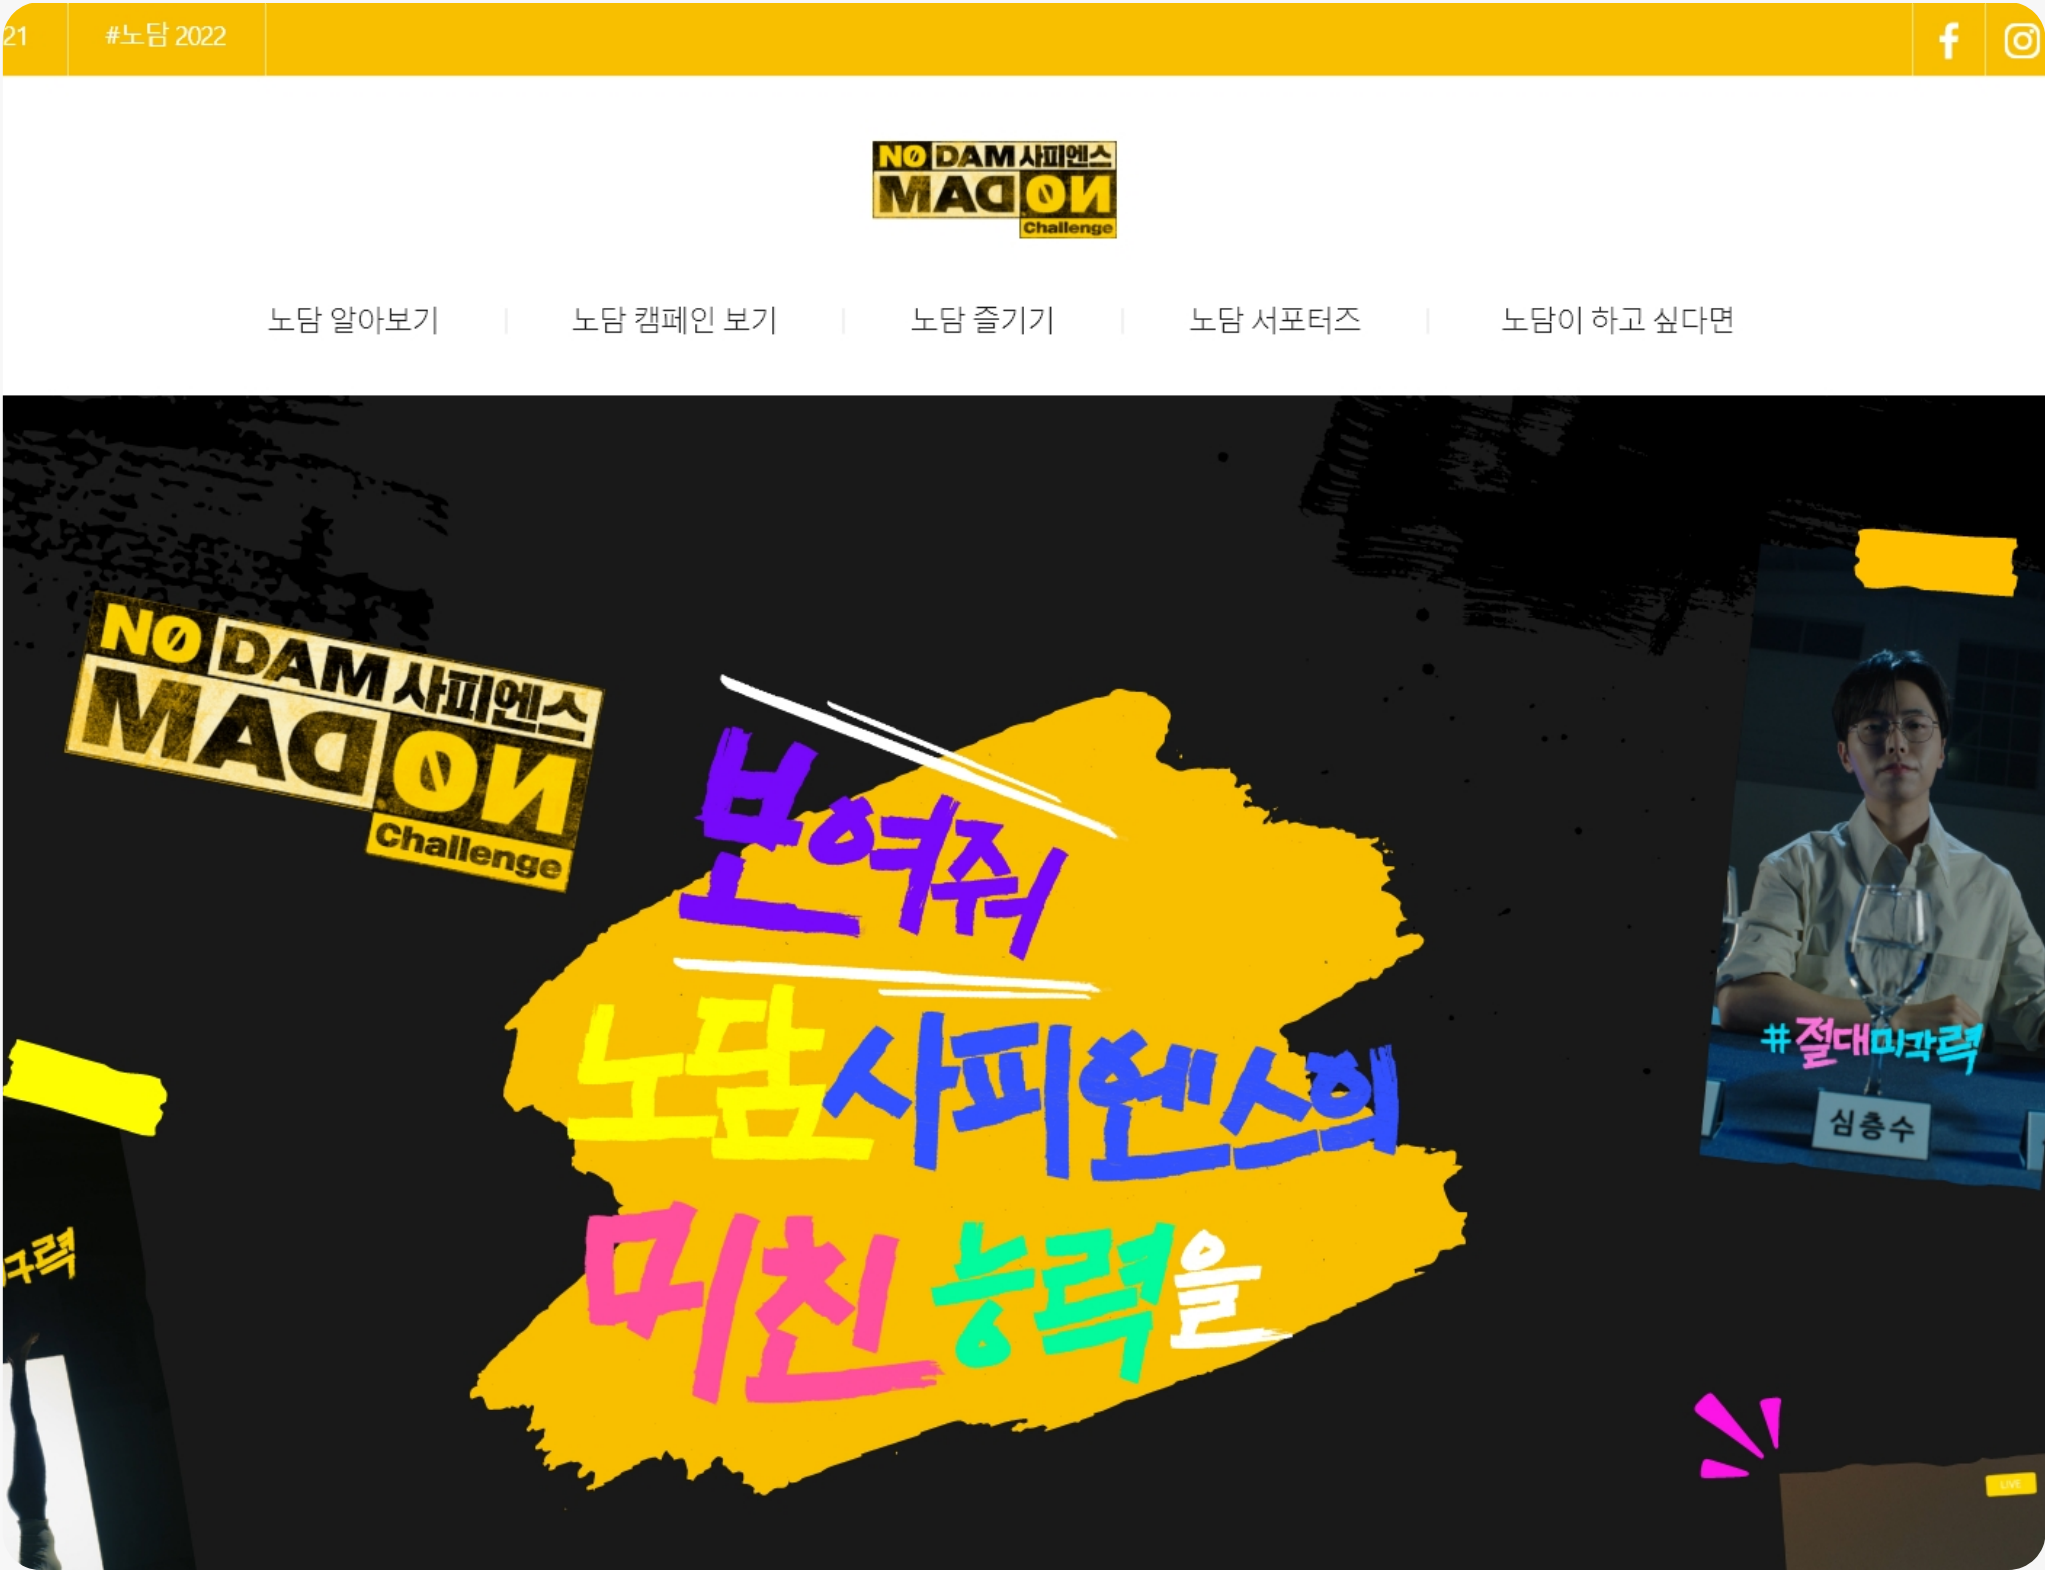 21 #노담 2022
NO DAM 사피엔스
MAD ON
Challenge
노담 알아보기 노담 캠페인 보기 노담 즐기기 노담 서포터즈 노담이 하고 싶다면
NO DAM 사피엔스
MAD ON
Challenge
보여줘
노담사피엔스의
미친 능력을
#절대미각력
심층수
구력
LIVE